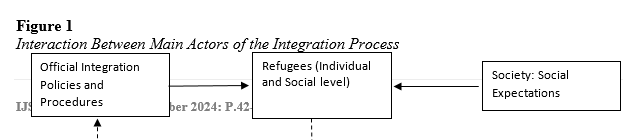 Figure 1
Interaction Between Main Actors of the Integration Process
Official Integration
Policies and
Procedures
Refugees (Individual
and Social level)
Society: Social
Expectations
ber 2024: P.42-